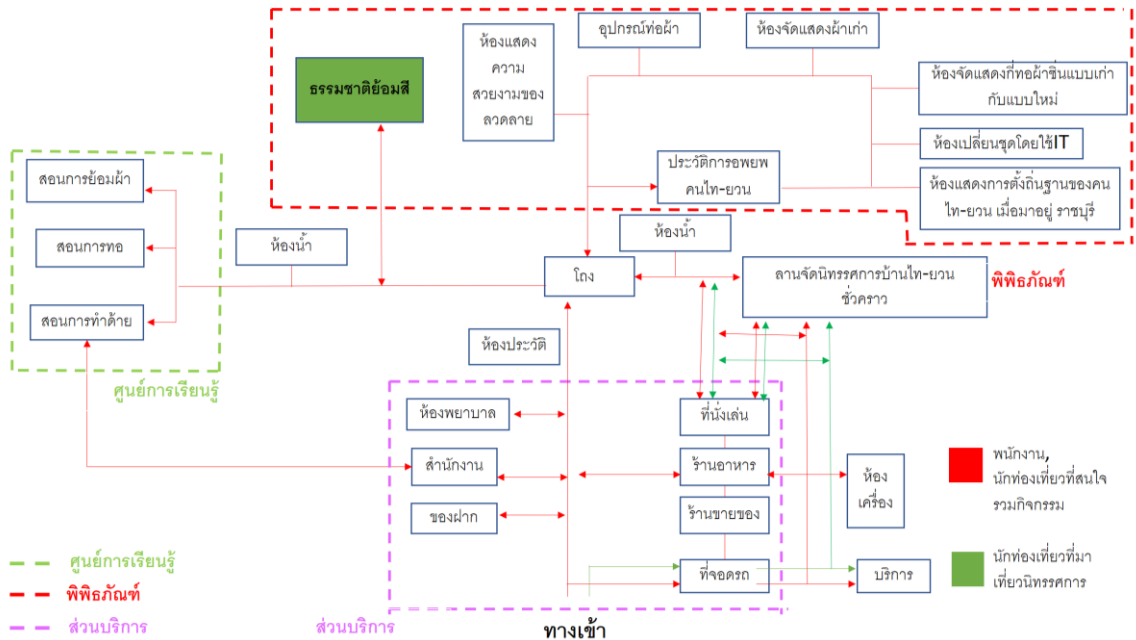 อุปกรณ์ท่อผ้า
ห้องจัดแสดงผ้าเก่า
ห้องแสดง
ความ
สวยงามของ
ลวดลาย
ธรรมชาติย้อมสี
ห้องจัดแสดงกี่ทอผ้าซิ่นแบบเก่า
กับแบบใหม่
ห้องเปลี่ยนชุดโดยใช้IT
ประวัติการอพยพ
คนไท-ยวน
ห้องแสดงการตั้งถิ่นฐานของคน
ไท-ยวน เมื่อมาอยู่ ราชบุรี
สอนการย้อมผ้า
สอนการทอ
สอนการทำด้าย
ศูนย์การเรียนรู้
ห้องน้ำ
ห้องน้ำ
โถง
ลานจัดนิทรรศการบ้านไท-ยวน
ชั่วคราว
พิพิธภัณฑ์
ห้องประวัติ
ห้องพยาบาล
สำนักงาน
ของฝาก
ที่นั่งเล่น
ร้านอาหาร
ร้านขายของ
ที่จอดรถ
ห้อง
เครื่อง
บริการ
พนักงาน,
นักท่องเที่ยวที่สนใจ
รวมกิจกรรม
นักท่องเที่ยวที่มา
เที่ยวนิทรรศการ
ศูนย์การเรียนรู้
พิพิธภัณฑ์
ส่วนบริการ
ส่วนบริการ
ทางเข้า